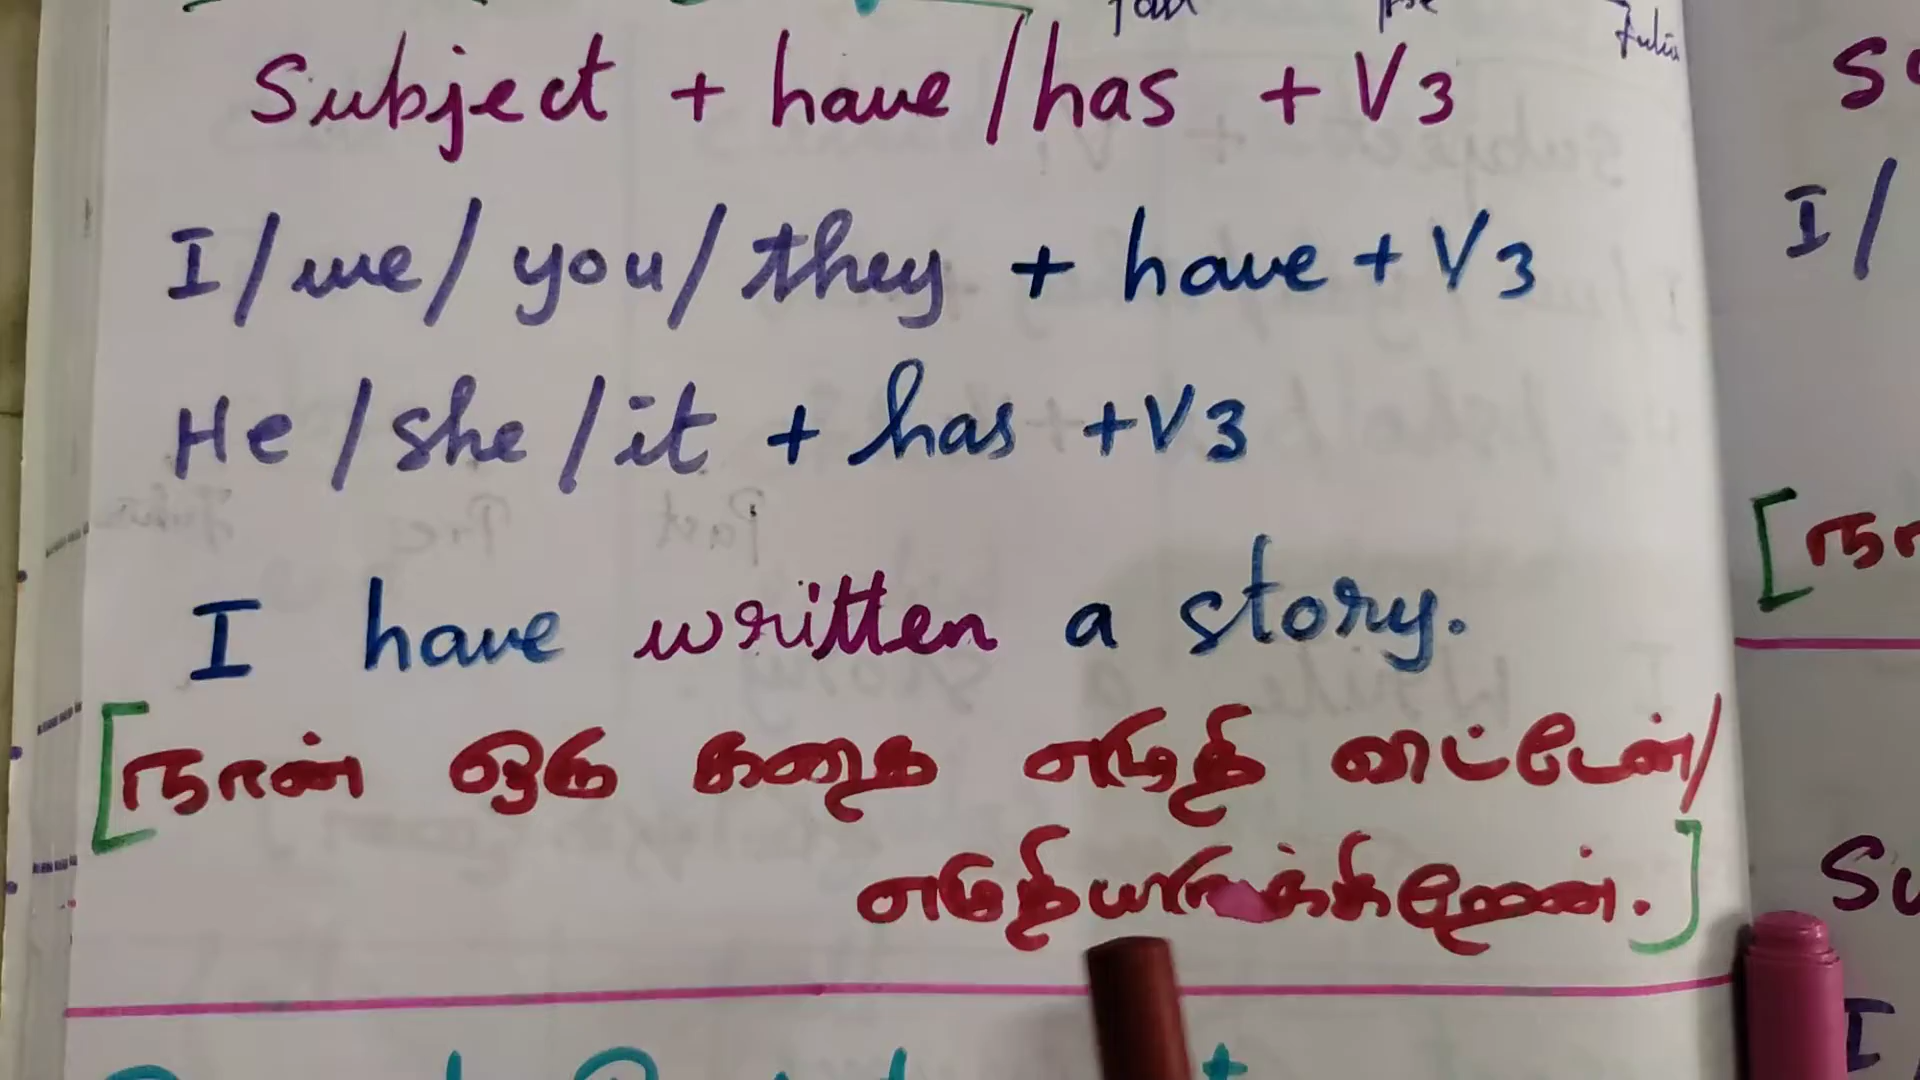 Subject + have/has + V3
I/we/you/they + have + V3
He/she/it + has + V3
I have written a story.
[நான் ஒரு கதை எழுதி விட்டேன்/
எழுதியிருக்கிறேன்.]
I/
[
I